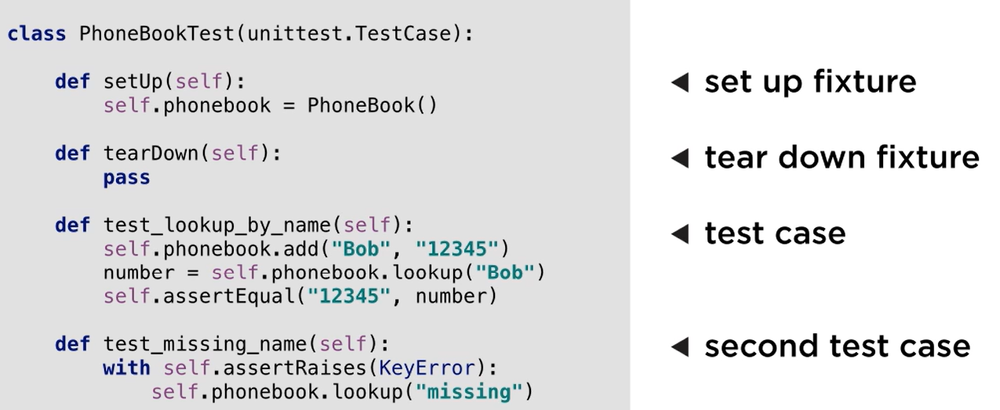 class PhoneBookTest(unittest.TestCase):
def setUp(self):
self.phonebook = PhoneBook()
def tearDown(self):
pass
def test_lookup_by_name(self):
self.phonebook.add("Bob", "12345")
number = self.phonebook.lookup("Bob")
self.assertEqual("12345", number)
def test_missing_name(self):
with self.assertRaises(KeyError):
self.phonebook.lookup("missing")
set up fixture
tear down fixture
test case
second test case